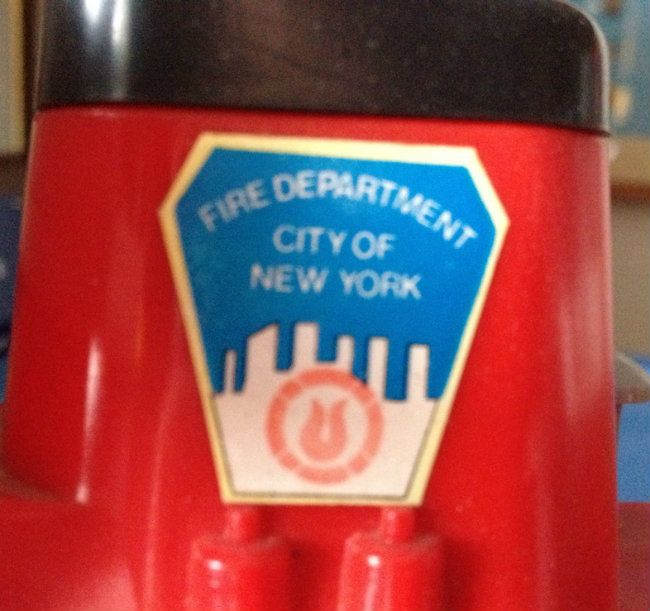 FIRE DEPARTMENT
CITY OF
NEW YORK